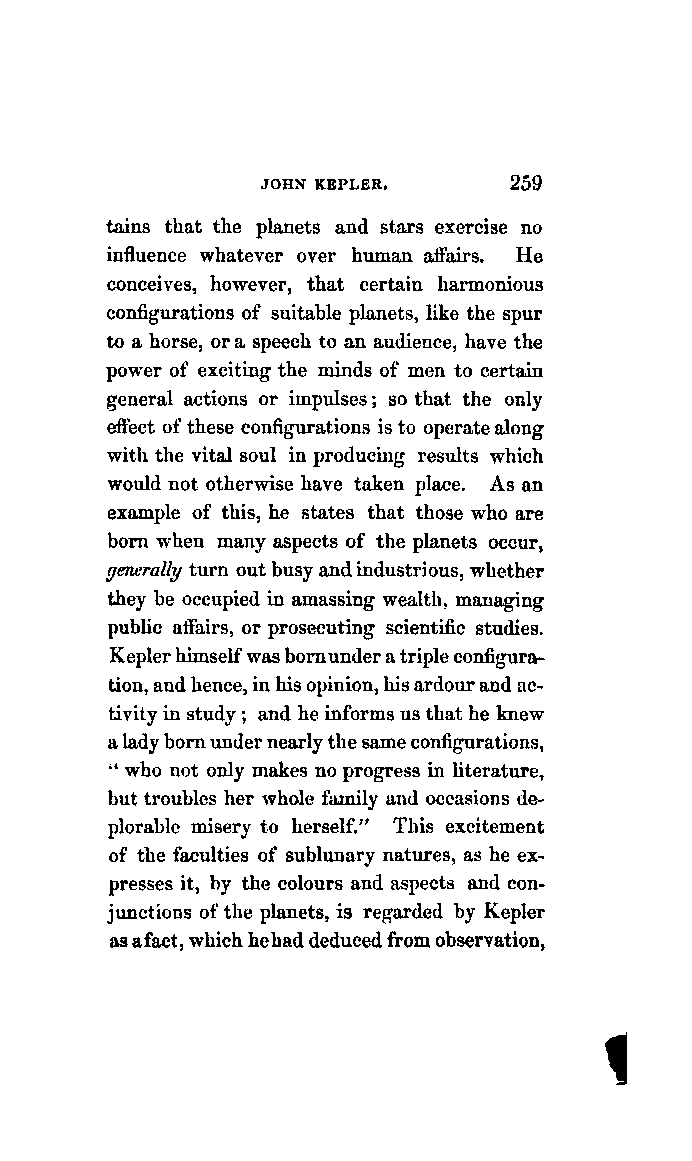 JOHN KEPLER. 259
tains that the planets and stars exercise no
influence whatever over human affairs. He
conceives, however, that certain harmonious
configurations of suitable planets, like the spur
to a horse, or a speech to an audience, have the
power of exciting the minds of men to certain
general actions or impulses; so that the only
effect of these configurations is to operate along
with the vital soul in producing results which
would not otherwise have taken place. As an
example of this, he states that those who are
born when many aspects of the planets occur,
generally turn out busy and industrious, whether
they be occupied in amassing wealth, managing
public affairs, or prosecuting scientific studies.
Kepler himself was born under a triple configura-
tion, and hence, in his opinion, his ardour and ac-
tivity in study; and he informs us that he knew
a lady born under nearly the same configurations,
"who not only makes no progress in literature,
but troubles her whole family and occasions de-
plorable misery to herself." This excitement
of the faculties of sublunary natures, as he ex-
presses it, by the colours and aspects and con-
junctions of the planets, is regarded by Kepler
as a fact, which he had deduced from observation,